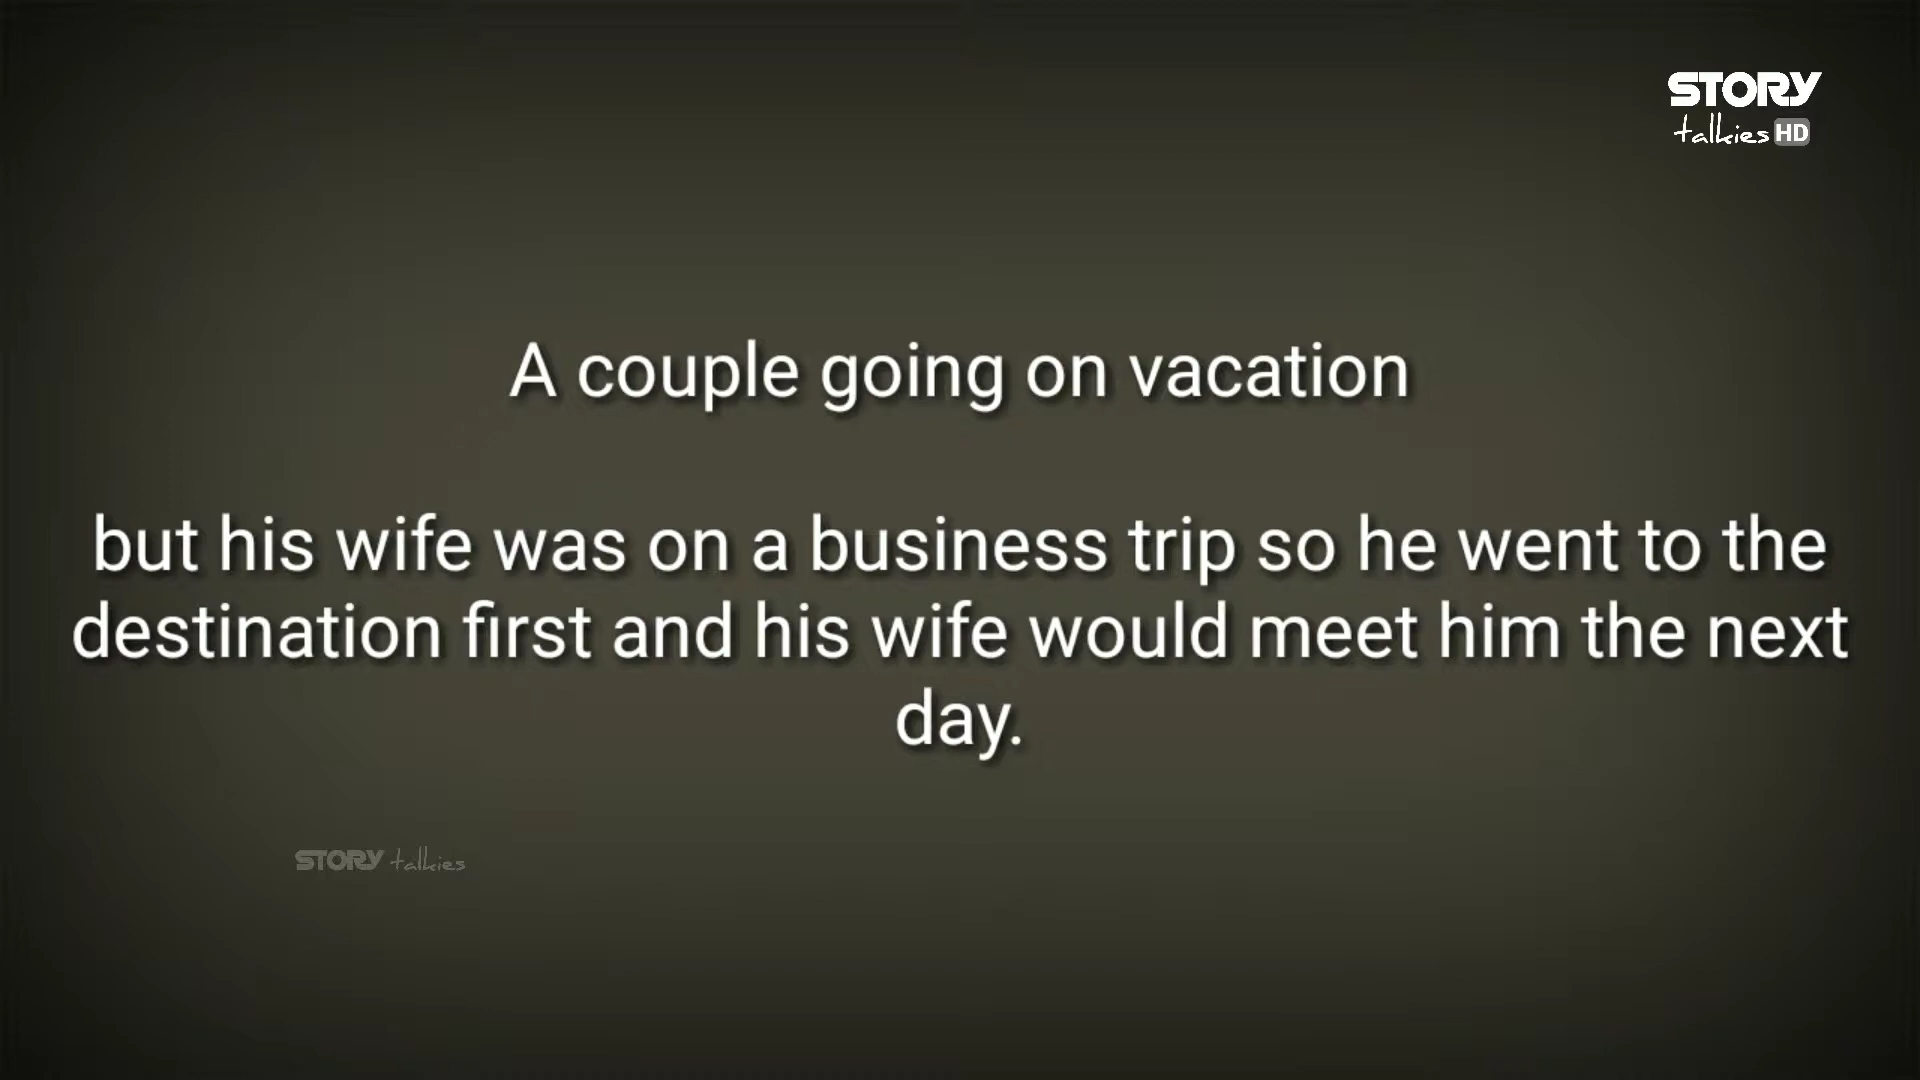 STORY
talkies HD
A couple going on vacation
but his wife was on a business trip so he went to the
destination first and his wife would meet him the next
day.
STORY talkies